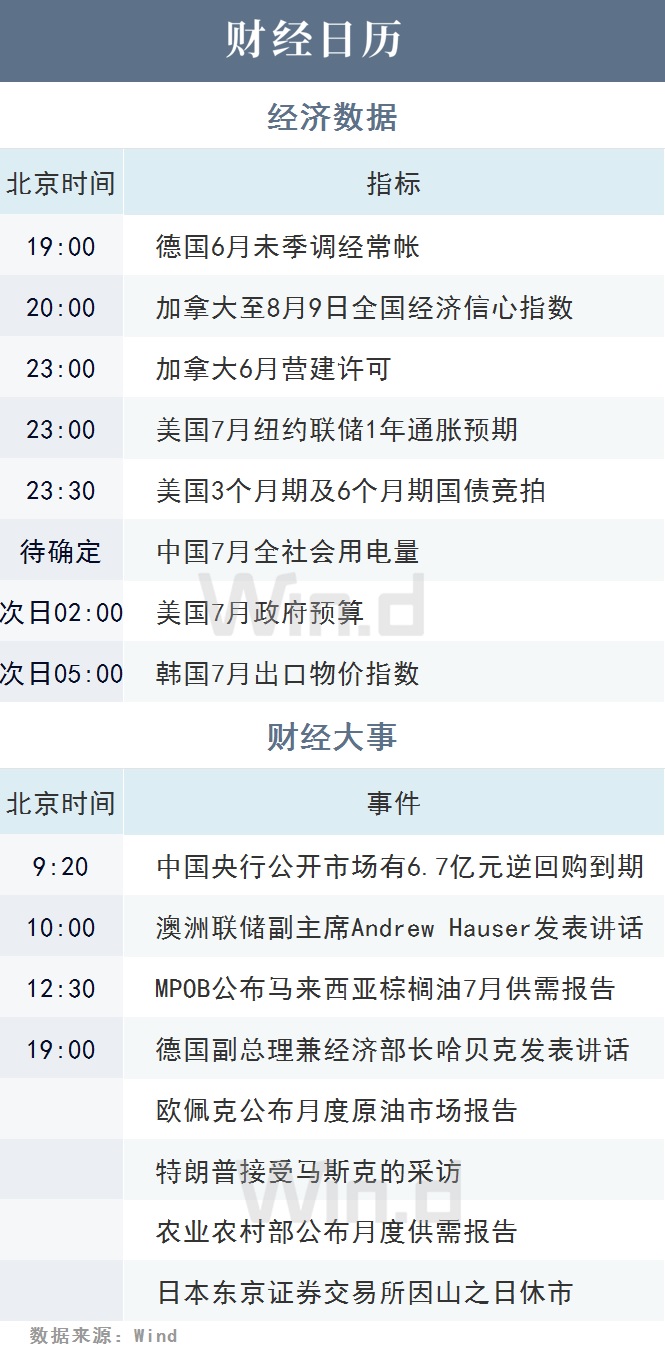 财经日历
经济数据
北京时间 指标
19:00 德国6月未季调经常帐
20:00 加拿大至8月9日全国经济信心指数
23:00 加拿大6月营建许可
23:00 美国7月纽约联储1年通胀预期
23:30 美国3个月期及6个月期国债竞拍
待确定 中国7月全社会用电量
次日02:00 美国7月政府预算
Win.d
次日05:00 韩国7月出口物价指数
财经大事
北京时间 事件
9:20 中国央行公开市场有6.7亿元逆回购到期
10:00 澳洲联储副主席Andrew Hauser发表讲话
12:30 MPOB公布马来西亚棕榈油7月供需报告
19:00 德国副总理兼经济部长哈贝克发表讲话
欧佩克公布月度原油市场报告
特朗普接受马斯克的采访
Win.d
农业农村部公布月度供需报告
日本东京证券交易所因山之日休市
数据来源：Wind